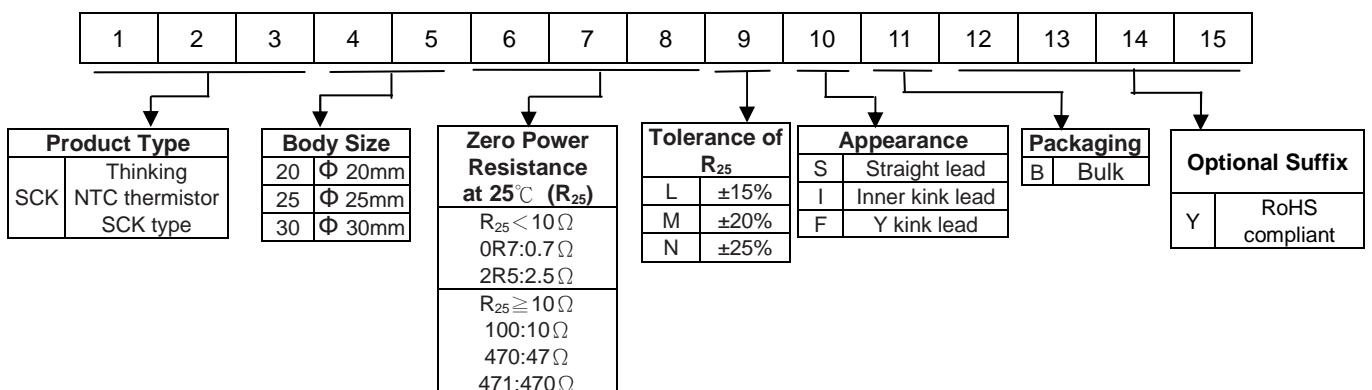 1 2 3 4 5 6 7 8 9 10 11 12 13 14 15
Product Type
SCK
Thinking
NTC thermistor
SCK type
Body Size
20 Φ 20mm
25 Φ 25mm
30 Φ 30mm
Zero Power
Resistance
at 25℃ (R₂₅)
R₂₅＜10Ω
0R7:0.7Ω
2R5:2.5Ω
R₂₅≧10Ω
100:10Ω
470:47Ω
471:470Ω
Tolerance of
R₂₅
L ±15%
M ±20%
N ±25%
Appearance
S Straight lead
I Inner kink lead
F Y kink lead
Packaging
B Bulk
Optional Suffix
Y
RoHS
compliant